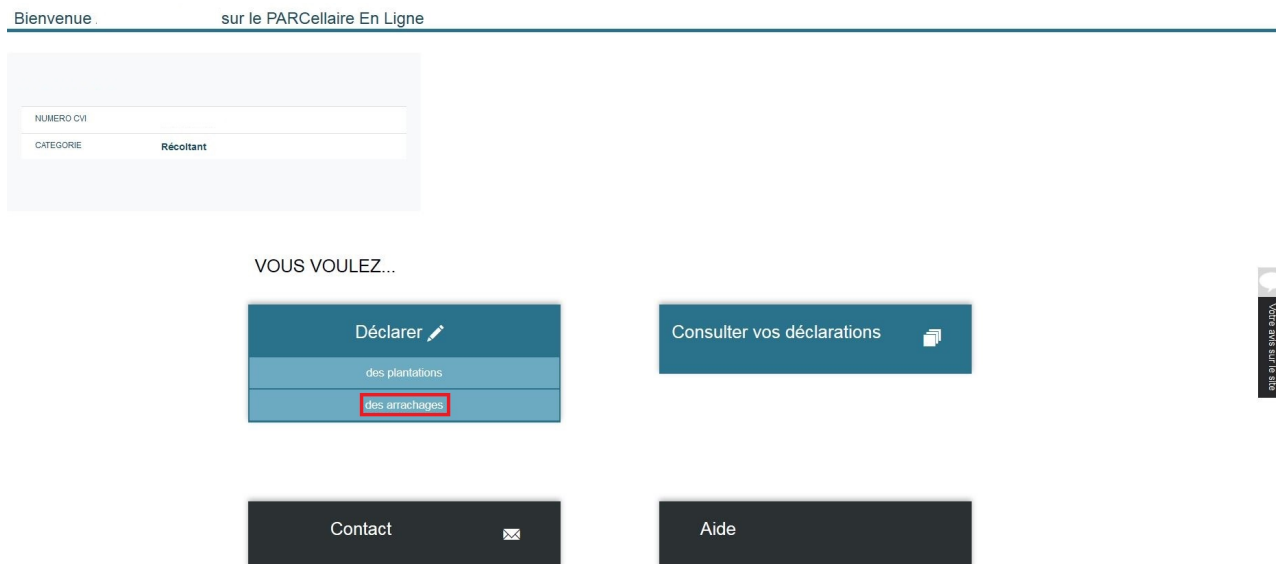 Bienvenue sur le PARCellaire En Ligne
NUMERO CVI
CATEGORIE Récoltant
VOUS VOULEZ...
Déclarer
des plantations
des arrachages
Consulter vos déclarations
Votre avis sur le site
Contact
Aide